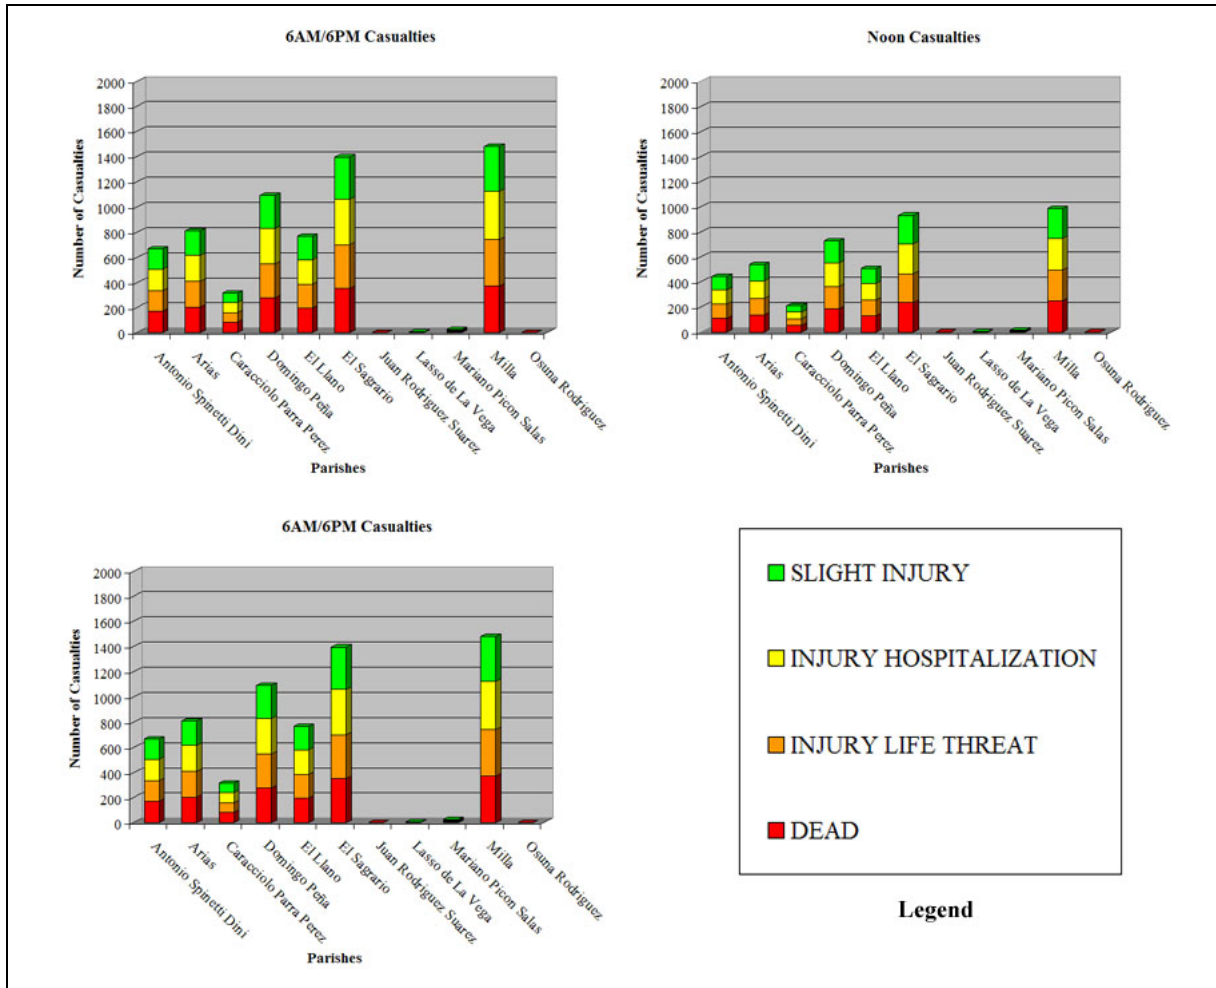 6AM/6PM Casualties
Number of Casualties
2000
1800
1600
1400
1200
1000
800
600
400
200
0
Antonio Spinetti Dini
Arias
Caracciolo Parra Perez
Domingo Peña
El Llano
El Sagrario
Juan Rodriguez Suarez
Lasso de La Vega
Mariano Picon Salas
Milla
Osuna Rodriguez
Parishes
Noon Casualties
Number of Casualties
2000
1800
1600
1400
1200
1000
800
600
400
200
0
Antonio Spinetti Dini
Arias
Caracciolo Parra Perez
Domingo Peña
El Llano
El Sagrario
Juan Rodriguez Suarez
Lasso de La Vega
Mariano Picon Salas
Milla
Osuna Rodriguez
Parishes
6AM/6PM Casualties
Number of Casualties
2000
1800
1600
1400
1200
1000
800
600
400
200
0
Antonio Spinetti Dini
Arias
Caracciolo Parra Perez
Domingo Peña
El Llano
El Sagrario
Juan Rodriguez Suarez
Lasso de La Vega
Mariano Picon Salas
Milla
Osuna Rodriguez
Parishes
SLIGHT INJURY
INJURY HOSPITALIZATION
INJURY LIFE THREAT
DEAD
Legend